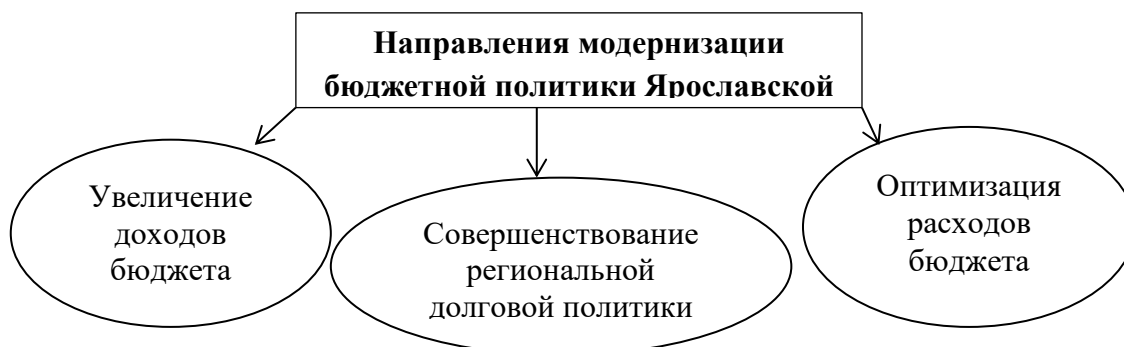 Направления модернизации
бюджетной политики Ярославской
Увеличение
доходов
бюджета
Совершенствование
региональной
долговой политики
Оптимизация
расходов
бюджета